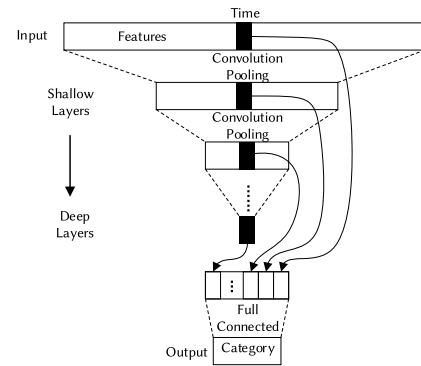 Time
Input
Features
Convolution
Pooling
Shallow
Layers
Convolution
Pooling
Deep
Layers
Full
Connected
Output
Category